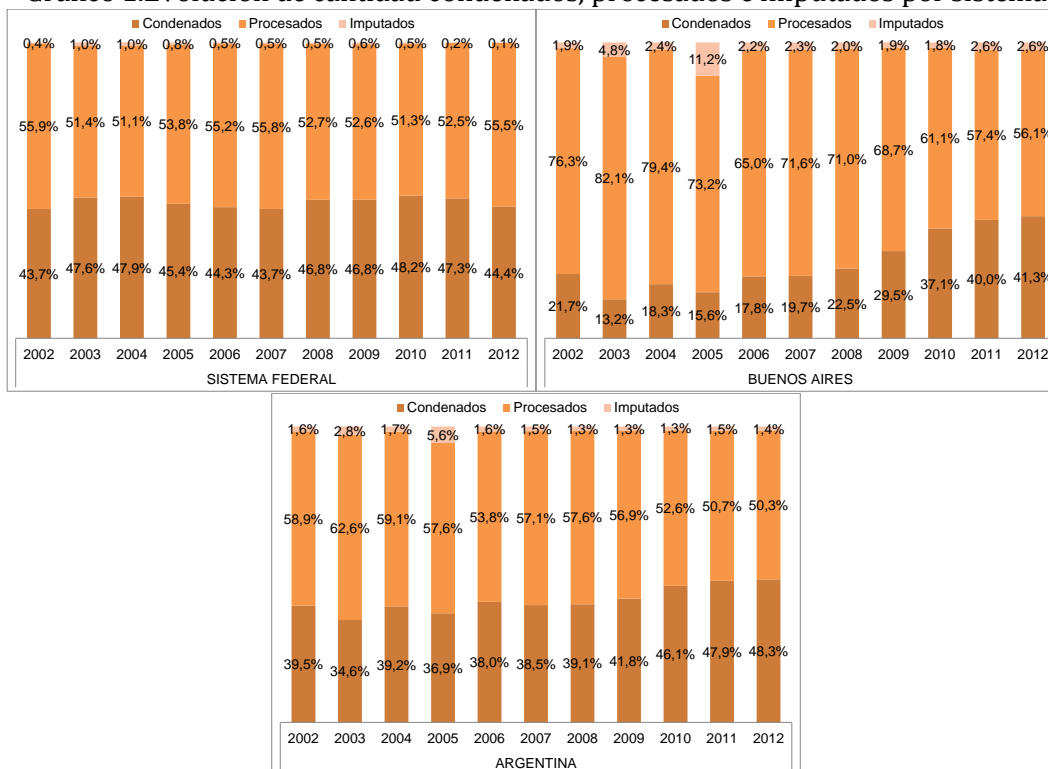 Gráfico 1.Evolución de cantidad condenados, procesados e imputados por sistema
Condenados Procesados Imputados
0,4% 1,0% 1,0% 0,8% 0,5% 0,5% 0,5% 0,6% 0,5% 0,2% 0,1%
55,9% 51,4% 51,1% 53,8% 55,2% 55,8% 52,7% 52,6% 51,3% 52,5% 55,5%
43,7% 47,6% 47,9% 45,4% 44,3% 43,7% 46,8% 46,8% 48,2% 47,3% 44,4%
2002 2003 2004 2005 2006 2007 2008 2009 2010 2011 2012
SISTEMA FEDERAL
Condenados Procesados Imputados
1,9% 4,8% 2,4% 11,2% 2,2% 2,3% 2,0% 1,9% 1,8% 2,6% 2,6%
76,3% 82,1% 79,4% 73,2% 65,0% 71,6% 71,0% 68,7% 61,1% 57,4% 56,1%
21,7% 13,2% 18,3% 15,6% 17,8% 19,7% 22,5% 29,5% 37,1% 40,0% 41,3%
2002 2003 2004 2005 2006 2007 2008 2009 2010 2011 2012
BUENOS AIRES
Condenados Procesados Imputados
1,6% 2,8% 1,7% 5,6% 1,6% 1,5% 1,3% 1,3% 1,3% 1,5% 1,4%
58,9% 62,6% 59,1% 57,6% 53,8% 57,1% 57,6% 56,9% 52,6% 50,7% 50,3%
39,5% 34,6% 39,2% 36,9% 38,0% 38,5% 39,1% 41,8% 46,1% 47,9% 48,3%
2002 2003 2004 2005 2006 2007 2008 2009 2010 2011 2012
ARGENTINA